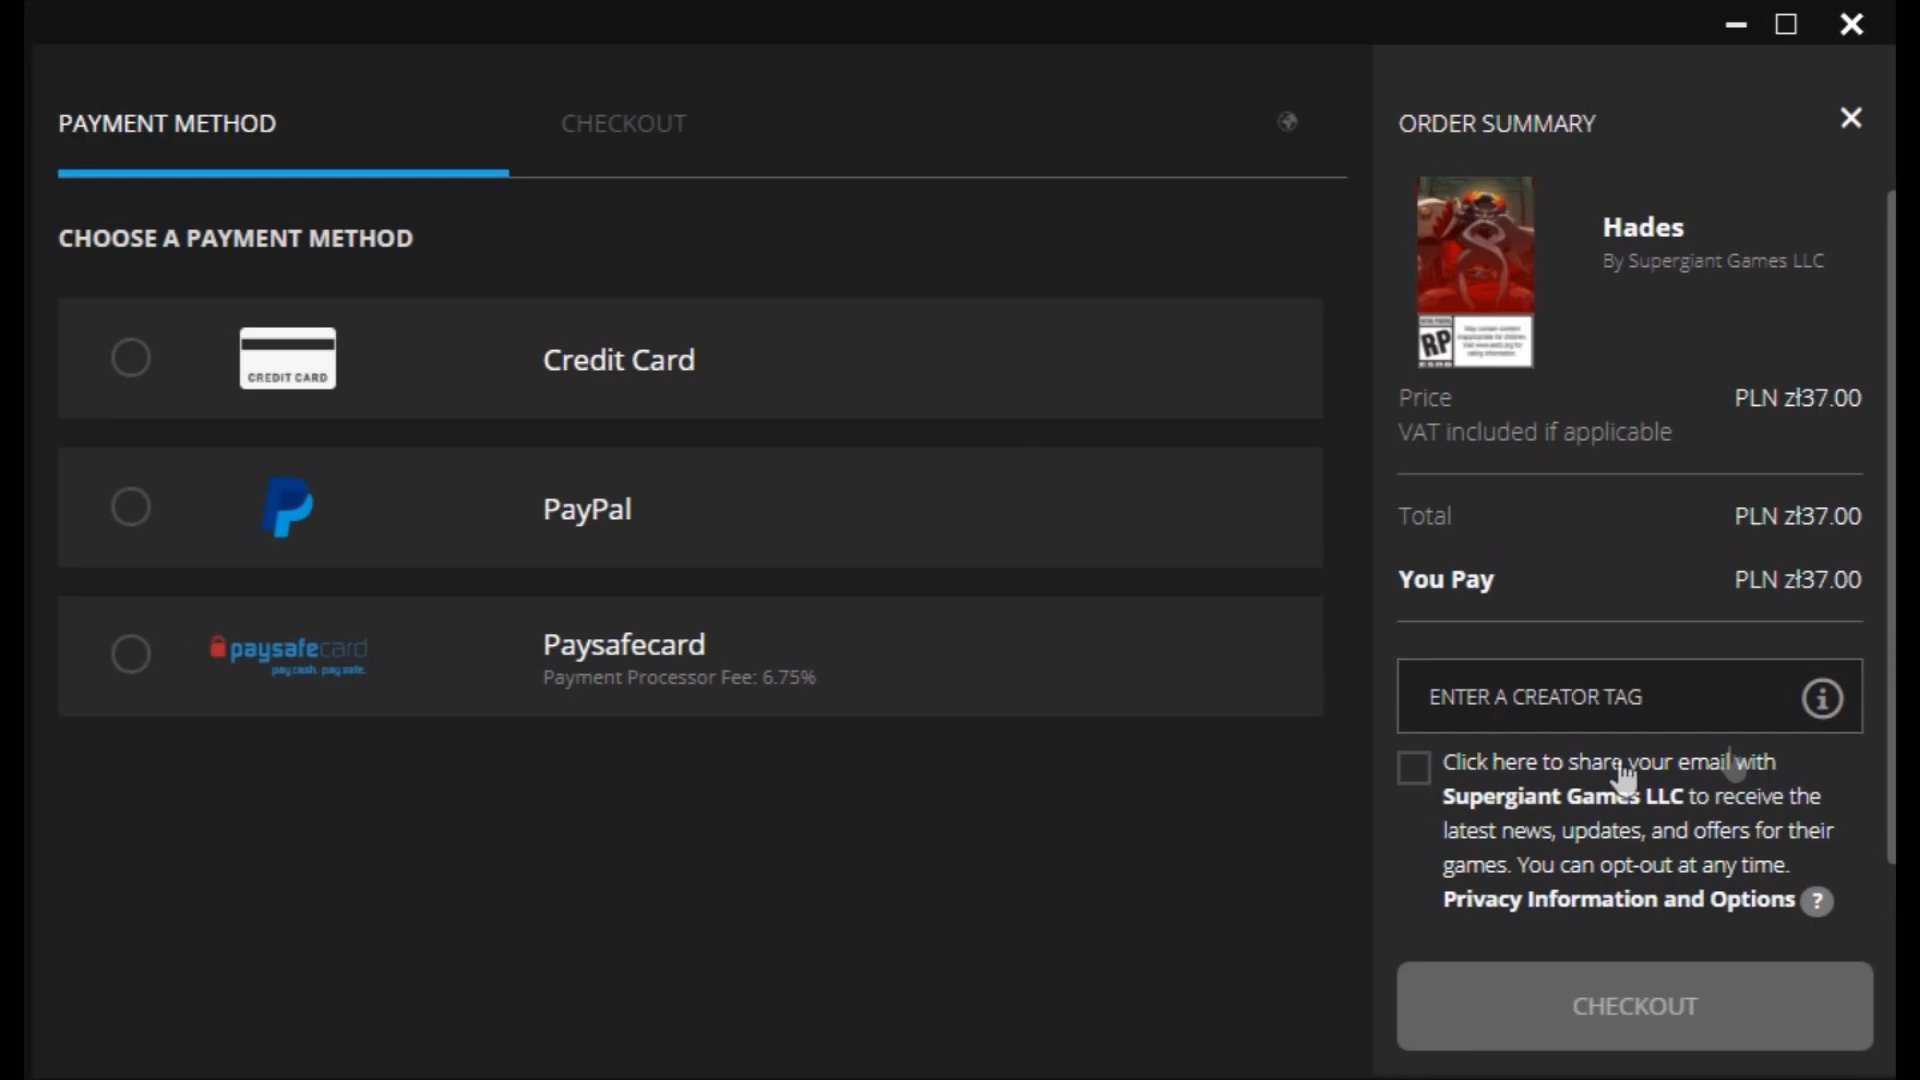 PAYMENT METHOD
CHECKOUT
CHOOSE A PAYMENT METHOD
CREDIT CARD
Credit Card
PayPal
paysafecard
pay cash. pay safe.
Paysafecard
Payment Processor Fee: 6.75%
ORDER SUMMARY
Hades
By Supergiant Games LLC
RP
Price PLN zł37.00
VAT included if applicable
Total PLN zł37.00
You Pay PLN zł37.00
ENTER A CREATOR TAG
Click here to share your email with
Supergiant Games LLC to receive the
latest news, updates, and offers for their
games. You can opt-out at any time.
Privacy Information and Options ?
CHECKOUT